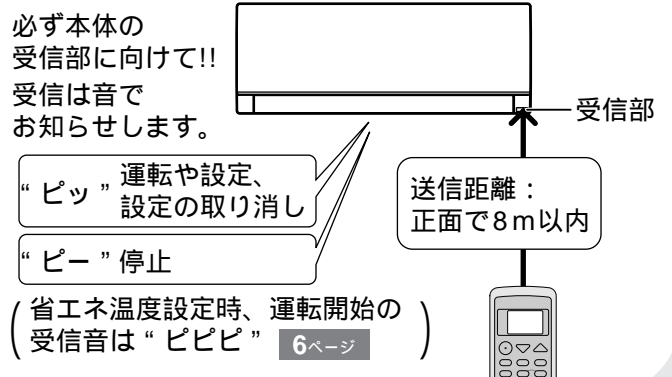 必ず本体の
受信部に向けて!!
受信は音で
お知らせします。
受信部
“ ピッ ” 運転や設定、
設定の取り消し
“ ピー ” 停止
送信距離：
正面で8m以内
(省エネ温度設定時、運転開始の
受信音は “ ピピピ ” 6ページ)